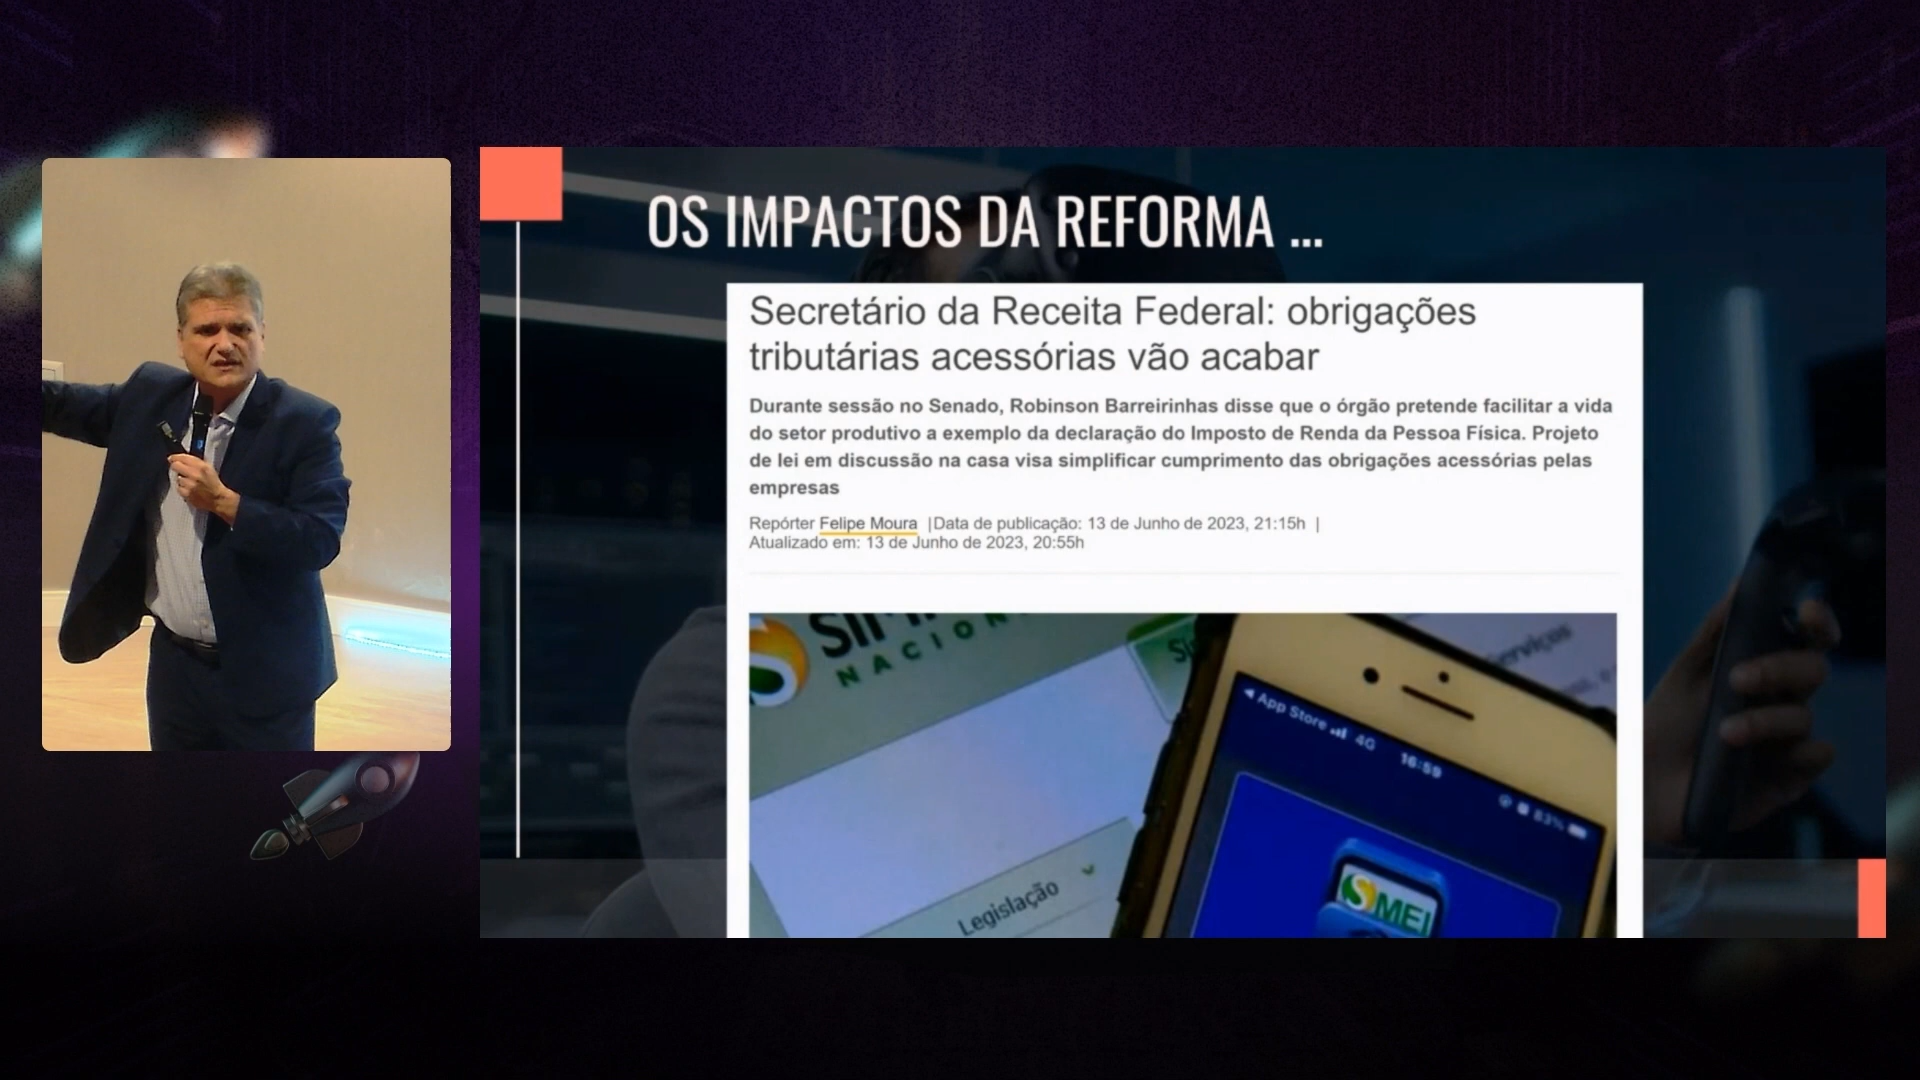 OS IMPACTOS DA REFORMA ...
Secretário da Receita Federal: obrigações
tributárias acessórias vão acabar
Durante sessão no Senado, Robinson Barreirinhas disse que o órgão pretende facilitar a vida
do setor produtivo a exemplo da declaração do Imposto de Renda da Pessoa Física. Projeto
de lei em discussão na casa visa simplificar cumprimento das obrigações acessórias pelas
empresas
Repórter Felipe Moura |Data de publicação: 13 de Junho de 2023, 21:15h |
Atualizado em: 13 de Junho de 2023, 20:55h
NACION
App Store 4G 16:59 83%
Legislação
MEI